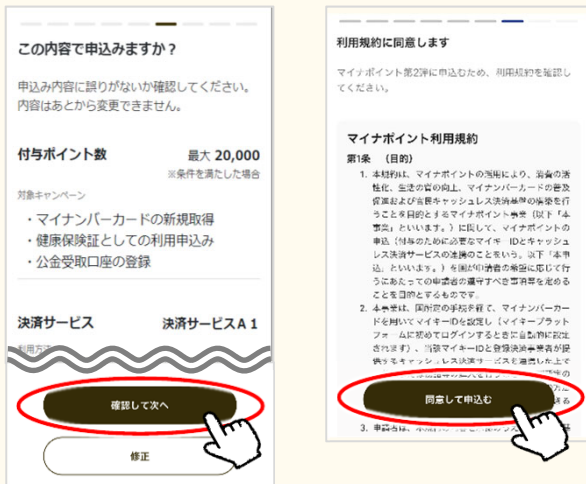 この内容で申込みますか？
申込み内容に誤りがないか確認してください。
内容はあとから変更できません。
付与ポイント数 最大 20,000
※条件を満たした場合
対象キャンペーン
・マイナンバーカードの新規取得
・健康保険証としての利用申込み
・公金受取口座の登録
決済サービス 決済サービスA 1
利用方法
確認して次へ
修正
利用規約に同意します
マイナポイント第2弾に申込むため、利用規約を確認し
てください。
マイナポイント利用規約
第1条 （目的）
1. 本規約は、マイナポイントの活用により、消費の活
性化、生活の質の向上、マイナンバーカードの普及
促進および官民キャッシュレス決済基盤の構築を行
うことを目的とするマイナポイント事業（以下「本
事業」といいます。）に関して、マイナポイントの
申込（付与のために必要なマイキーIDとキャッシュ
レス決済サービスの連携のことをいう。以下「本申
込」といいます。）を国が申請者の希望に応じて行
うにあたっての申請者の遵守すべき事項等を定める
ことを目的とするものです。
2. 本事業は、国所定の手続を経て、マイナンバーカー
ドを用いてマイキーIDを設定し（マイキープラット
フォームに初めてログインするときに自動的に設定
されます）、当該マイキーIDと登録決済事業者が提
供するキャッシュレス決済サービスを連携した上で
同意して申込む
3. 申請者は、本規約